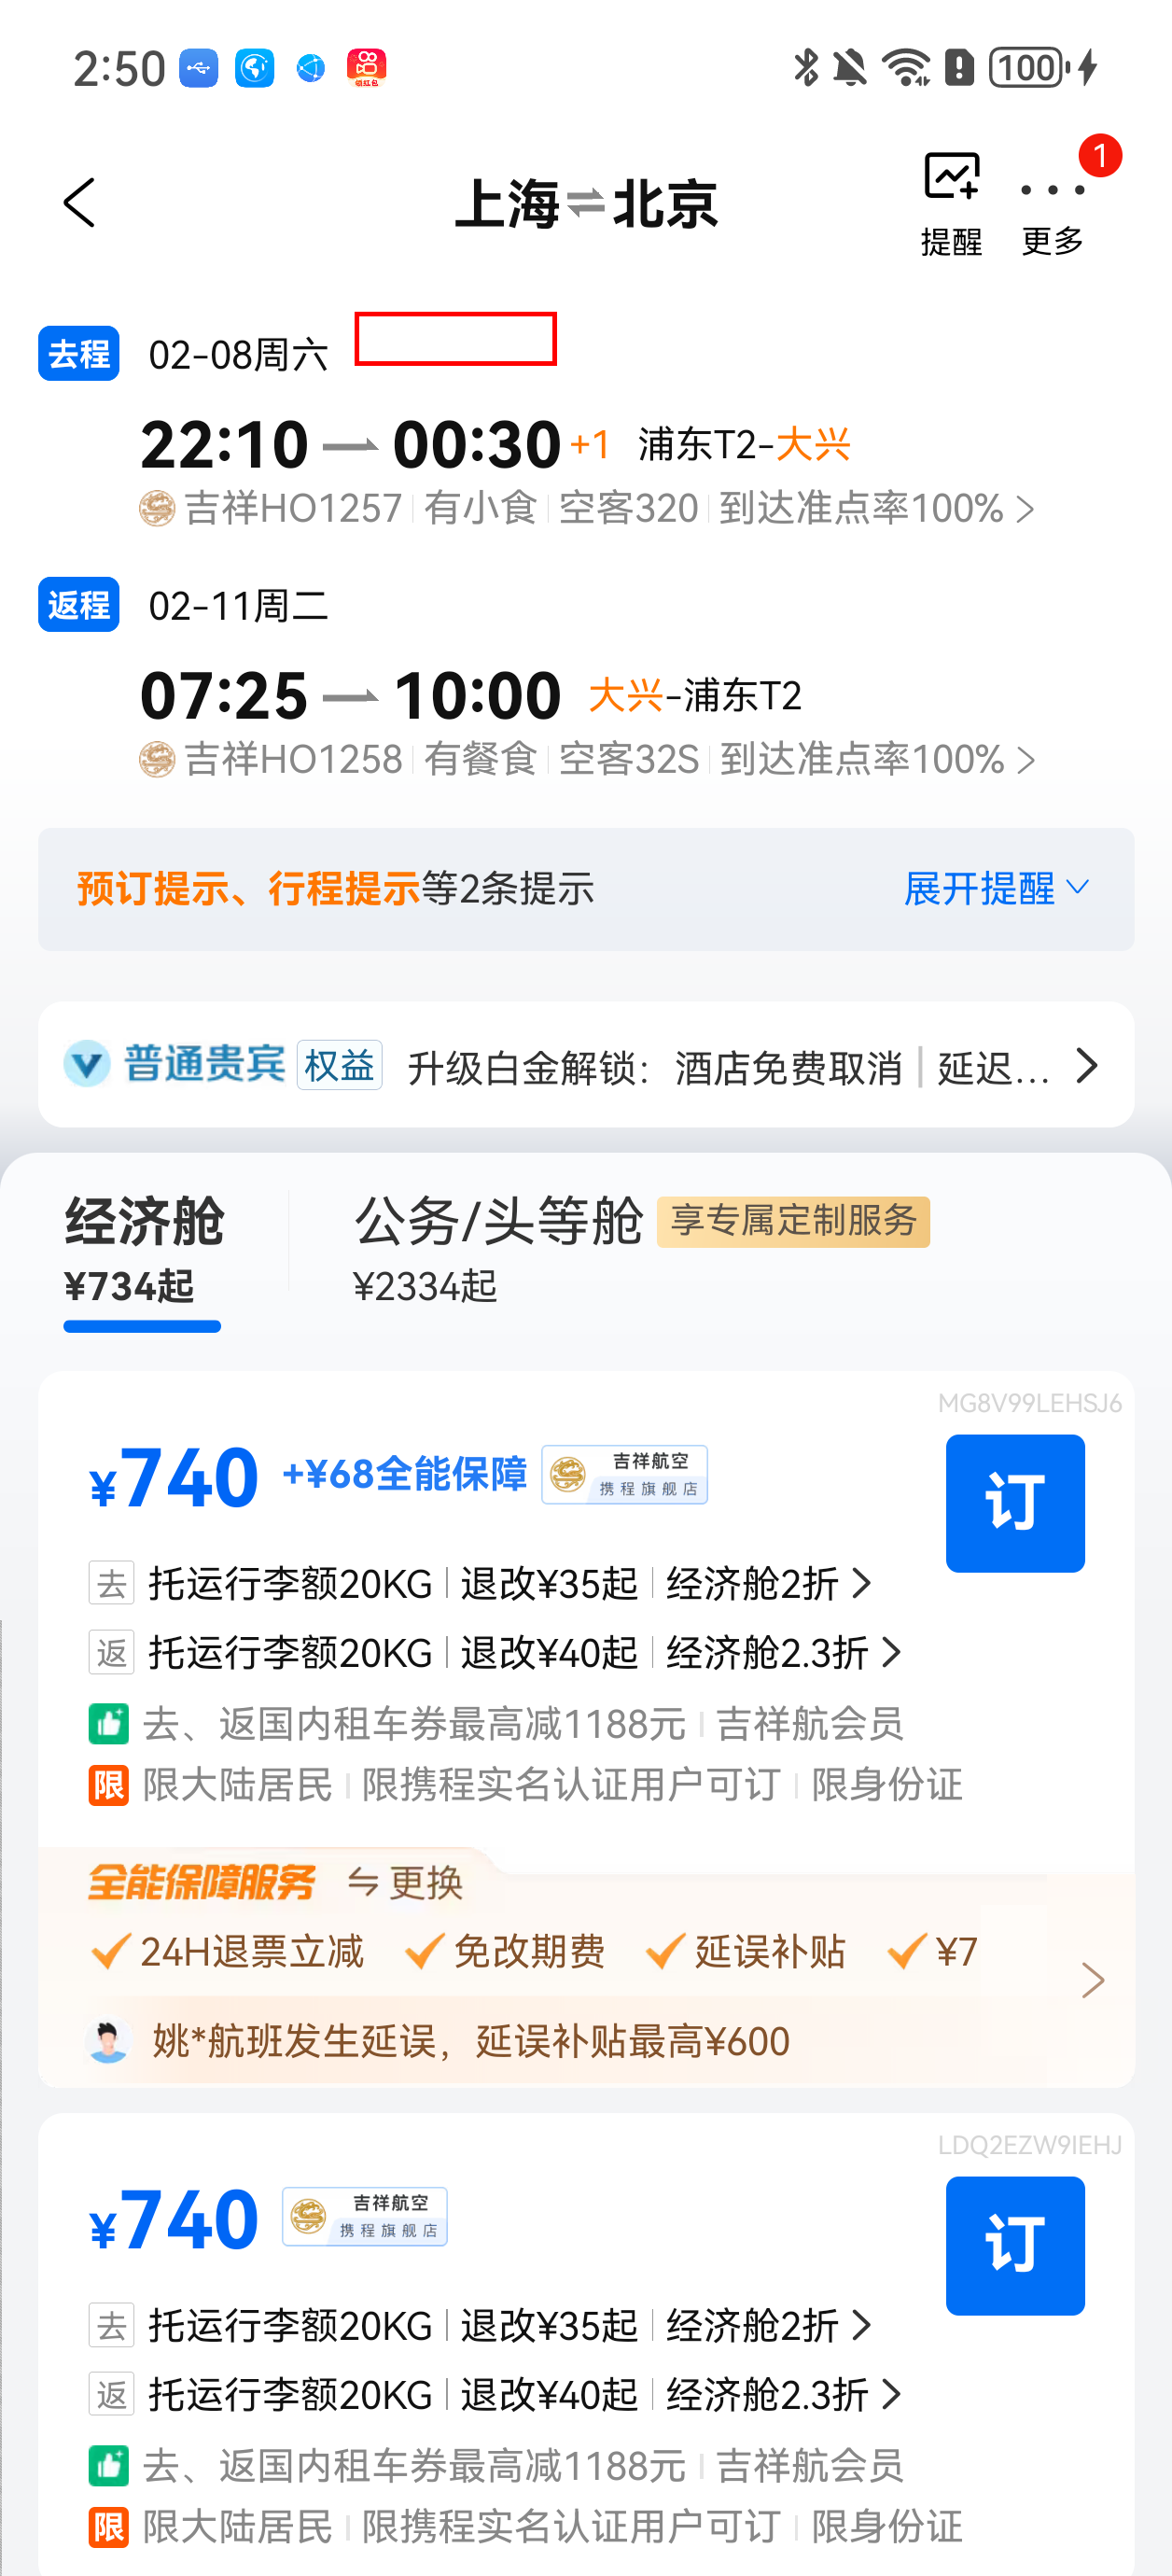 2:50 领红包 100
上海⇌北京
提醒 更多 1
去程 02-08周六
22:10 00:30 +1 浦东T2-大兴
吉祥HO1257 有小食 空客320 到达准点率100%
返程 02-11周二
07:25 10:00 大兴-浦东T2
吉祥HO1258 有餐食 空客32S 到达准点率100%
预订提示、行程提示等2条提示 展开提醒
普通贵宾 权益 升级白金解锁：酒店免费取消 | 延迟...
经济舱 公务/头等舱 享专属定制服务
¥734起 ¥2334起
MG8V99LEHSJ6
¥740 +¥68全能保障 吉祥航空 携程旗舰店 订
去 托运行李额20KG 退改¥35起 经济舱2折
返 托运行李额20KG 退改¥40起 经济舱2.3折
去、返国内租车券最高减1188元 吉祥航会员
限 限大陆居民 限携程实名认证用户可订 限身份证
全能保障服务 更换
24H退票立减 免改期费 延误补贴 ¥7
姚*航班发生延误，延误补贴最高¥600
LDQ2EZW9IEHJ
¥740 吉祥航空 携程旗舰店 订
去 托运行李额20KG 退改¥35起 经济舱2折
返 托运行李额20KG 退改¥40起 经济舱2.3折
去、返国内租车券最高减1188元 吉祥航会员
限 限大陆居民 限携程实名认证用户可订 限身份证